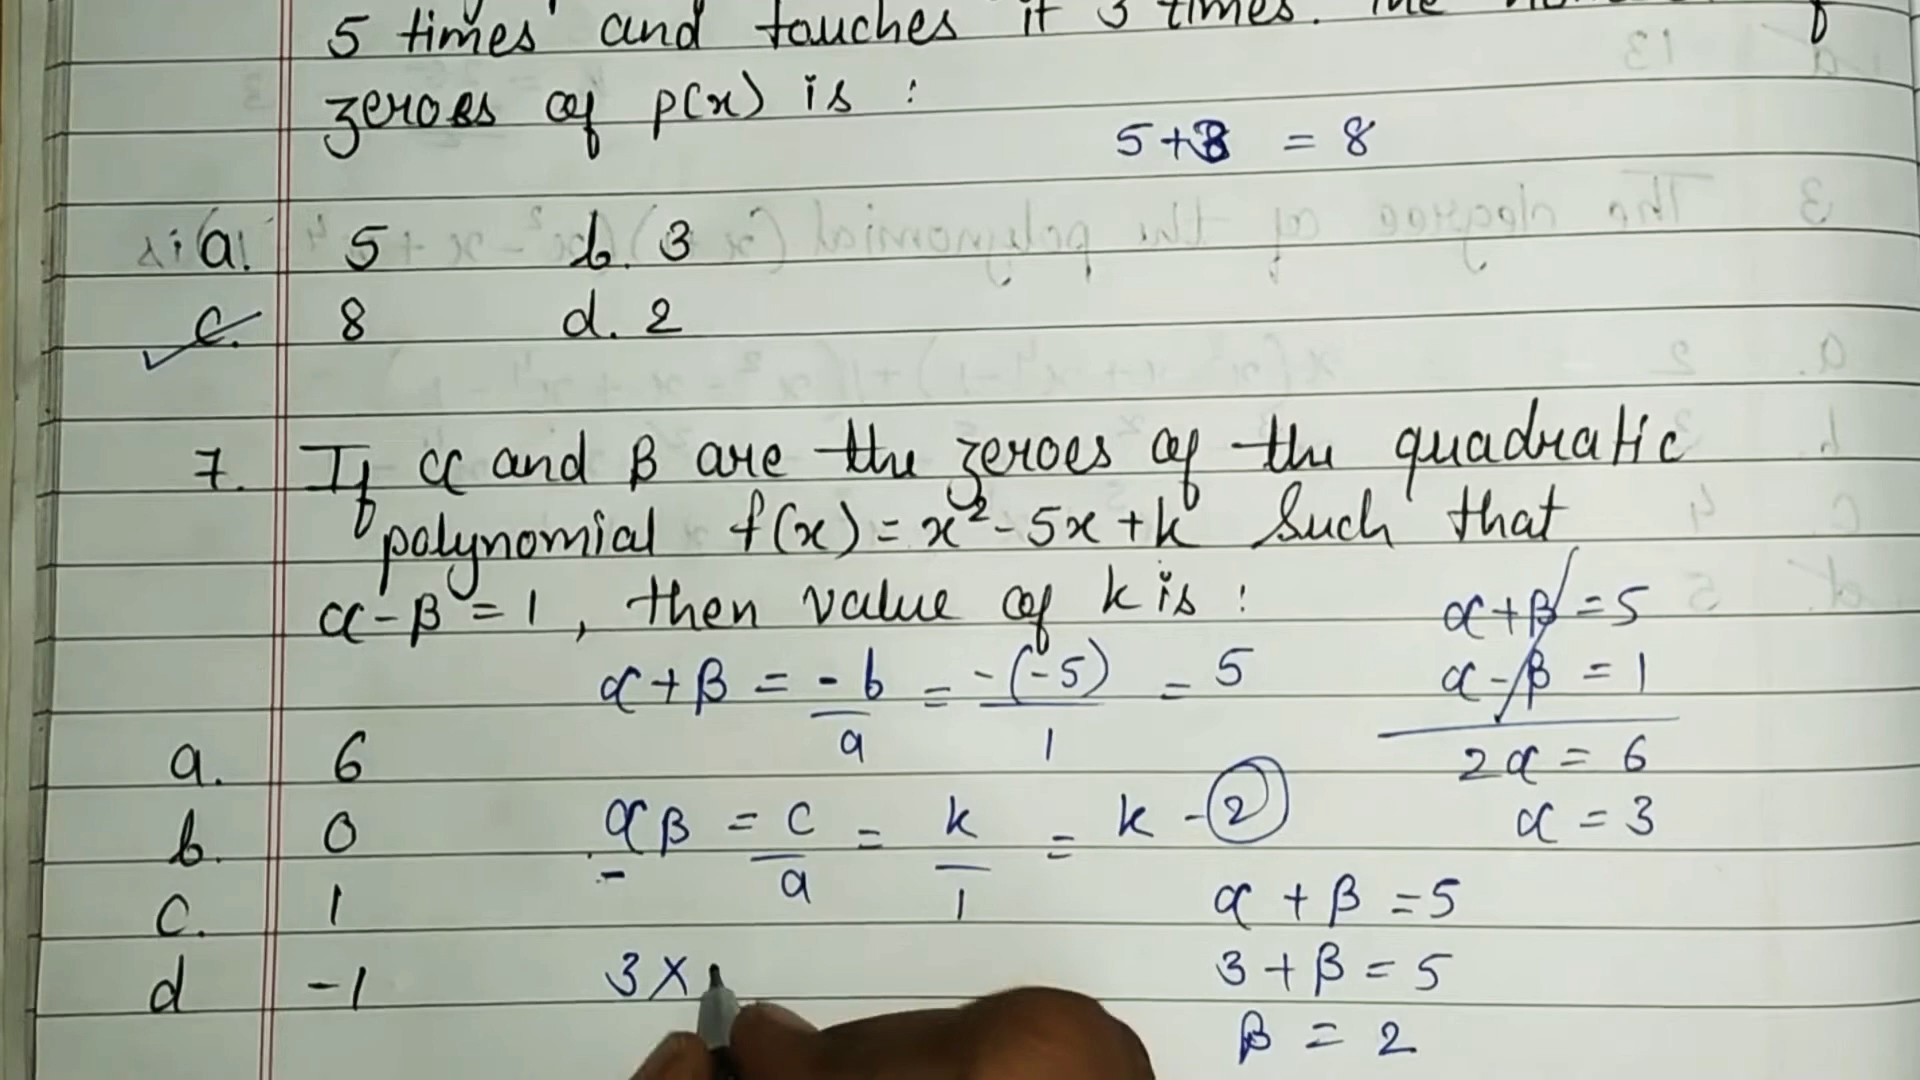 5 times and touches it 3 times. The
zeroes of p(x) is :
5+3 = 8
a. 5 b. 3
c. 8 d. 2
7. If α and β are the zeroes of the quadratic
polynomial f(x) = x² - 5x + k Such that
α - β = 1, then value of k is :
α + β = -b/a = -(-5)/1 = 5
α + β = 5
α - β = 1
2α = 6
α = 3
a. 6
b. 0
αβ = c/a = k/1 = k - 2
c. 1
α + β = 5
d -1
3 ×
3 + β = 5
β = 2